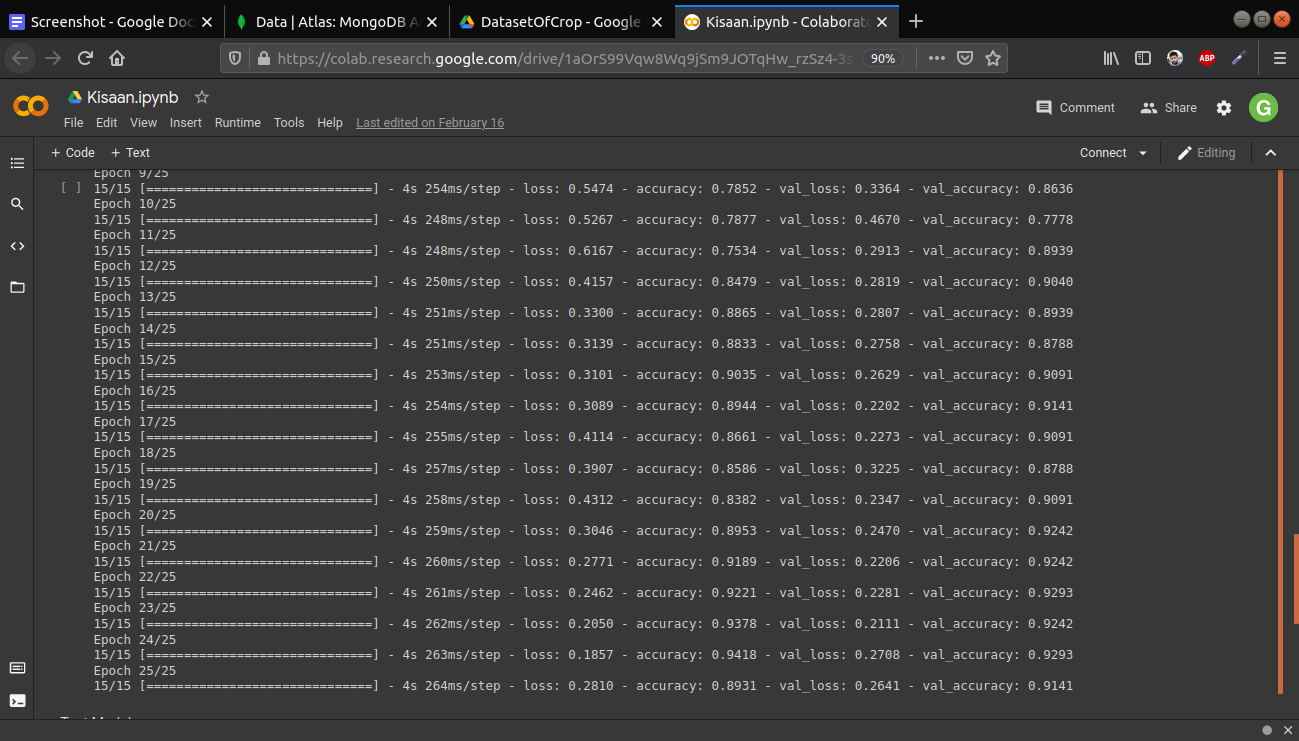 Screenshot - Google Doc
Data | Atlas: MongoDB A
DatasetOfCrop - Google
Kisaan.ipynb - Colaborato
https://colab.research.google.com/drive/1aOrS99Vqw8Wq9jSm9JOTqHw_rzSz4-3s
90%
ABP
Kisaan.ipynb
Comment
Share
G
File Edit View Insert Runtime Tools Help Last edited on February 16
+ Code + Text
Connect
Editing
Epoch 9/25
[ ] 15/15 [==============================] - 4s 254ms/step - loss: 0.5474 - accuracy: 0.7852 - val_loss: 0.3364 - val_accuracy: 0.8636
Epoch 10/25
15/15 [==============================] - 4s 248ms/step - loss: 0.5267 - accuracy: 0.7877 - val_loss: 0.4670 - val_accuracy: 0.7778
Epoch 11/25
15/15 [==============================] - 4s 248ms/step - loss: 0.6167 - accuracy: 0.7534 - val_loss: 0.2913 - val_accuracy: 0.8939
Epoch 12/25
15/15 [==============================] - 4s 250ms/step - loss: 0.4157 - accuracy: 0.8479 - val_loss: 0.2819 - val_accuracy: 0.9040
Epoch 13/25
15/15 [==============================] - 4s 251ms/step - loss: 0.3300 - accuracy: 0.8865 - val_loss: 0.2807 - val_accuracy: 0.8939
Epoch 14/25
15/15 [==============================] - 4s 251ms/step - loss: 0.3139 - accuracy: 0.8833 - val_loss: 0.2758 - val_accuracy: 0.8788
Epoch 15/25
15/15 [==============================] - 4s 253ms/step - loss: 0.3101 - accuracy: 0.9035 - val_loss: 0.2629 - val_accuracy: 0.9091
Epoch 16/25
15/15 [==============================] - 4s 254ms/step - loss: 0.3089 - accuracy: 0.8944 - val_loss: 0.2202 - val_accuracy: 0.9141
Epoch 17/25
15/15 [==============================] - 4s 255ms/step - loss: 0.4114 - accuracy: 0.8661 - val_loss: 0.2273 - val_accuracy: 0.9091
Epoch 18/25
15/15 [==============================] - 4s 257ms/step - loss: 0.3907 - accuracy: 0.8586 - val_loss: 0.3225 - val_accuracy: 0.8788
Epoch 19/25
15/15 [==============================] - 4s 258ms/step - loss: 0.4312 - accuracy: 0.8382 - val_loss: 0.2347 - val_accuracy: 0.9091
Epoch 20/25
15/15 [==============================] - 4s 259ms/step - loss: 0.3046 - accuracy: 0.8953 - val_loss: 0.2470 - val_accuracy: 0.9242
Epoch 21/25
15/15 [==============================] - 4s 260ms/step - loss: 0.2771 - accuracy: 0.9189 - val_loss: 0.2206 - val_accuracy: 0.9242
Epoch 22/25
15/15 [==============================] - 4s 261ms/step - loss: 0.2462 - accuracy: 0.9221 - val_loss: 0.2281 - val_accuracy: 0.9293
Epoch 23/25
15/15 [==============================] - 4s 262ms/step - loss: 0.2050 - accuracy: 0.9378 - val_loss: 0.2111 - val_accuracy: 0.9242
Epoch 24/25
15/15 [==============================] - 4s 263ms/step - loss: 0.1857 - accuracy: 0.9418 - val_loss: 0.2708 - val_accuracy: 0.9293
Epoch 25/25
15/15 [==============================] - 4s 264ms/step - loss: 0.2810 - accuracy: 0.8931 - val_loss: 0.2641 - val_accuracy: 0.9141